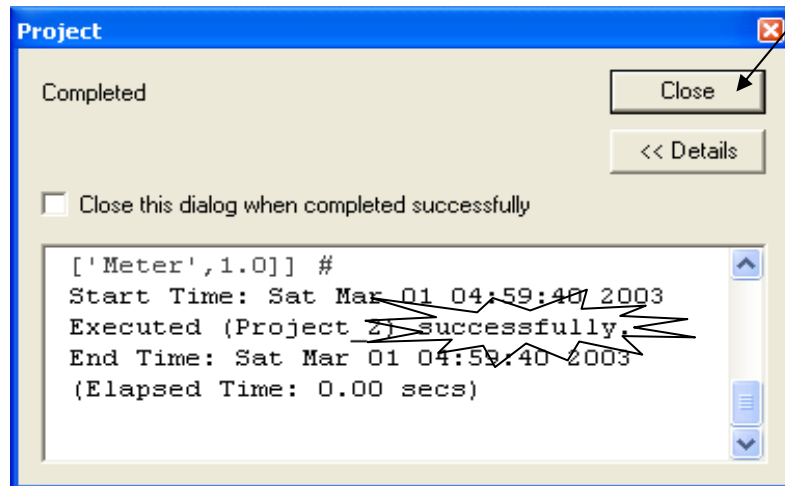 Project
Completed
Close
<< Details
Close this dialog when completed successfully
['Meter',1.0]] #
Start Time: Sat Mar 01 04:59:40 2003
Executed (Project_2) successfully.
End Time: Sat Mar 01 04:59:40 2003
(Elapsed Time: 0.00 secs)